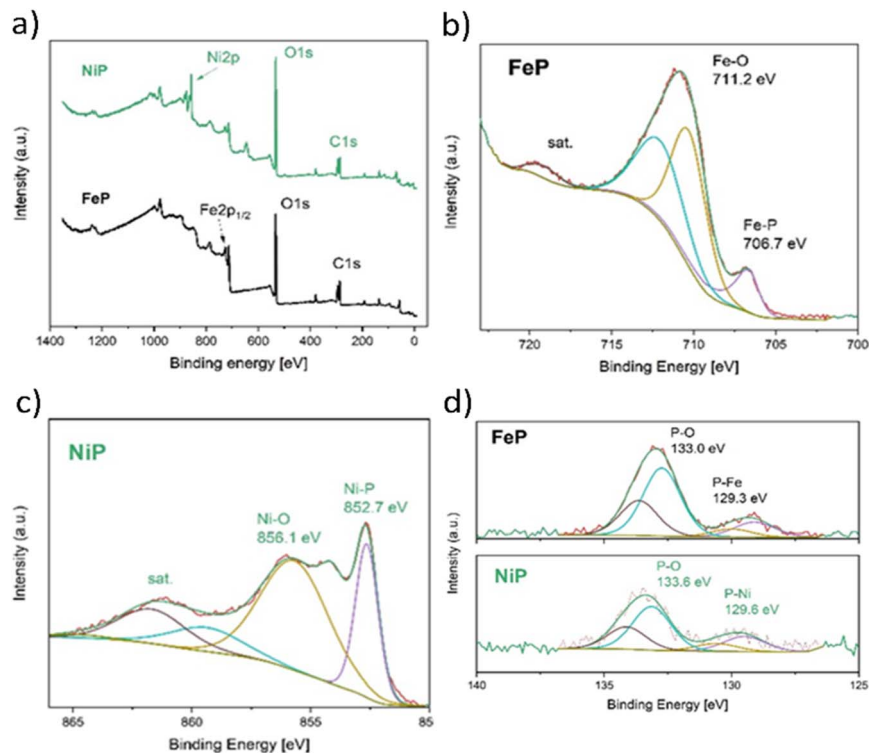 a)
NiP
Ni2p
O1s
C1s
FeP
Fe2p1/2
O1s
C1s
Intensity (a.u.)
1400 1200 1000 800 600 400 200 0
Binding energy [eV]
b)
FeP
Fe-O
711.2 eV
sat.
Fe-P
706.7 eV
Intensity (a.u.)
720 715 710 705 700
Binding Energy [eV]
c)
NiP
Ni-P
852.7 eV
Ni-O
856.1 eV
sat.
Intensity (a.u.)
865 860 855 85
Binding Energy [eV]
d)
FeP
P-O
133.0 eV
P-Fe
129.3 eV
NiP
P-O
133.6 eV
P-Ni
129.6 eV
Intensity (a.u.)
140 135 130 125
Binding Energy [eV]